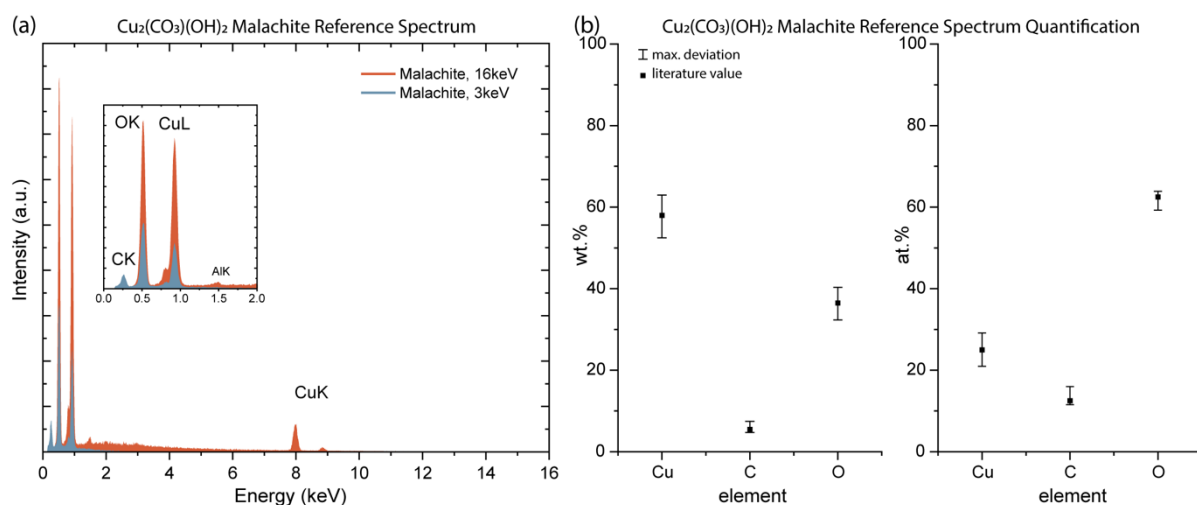 (a)
Cu₂(CO₃)(OH)₂ Malachite Reference Spectrum
Malachite, 16keV
Malachite, 3keV
OK
CuL
CK
AlK
0.0 0.5 1.0 1.5 2.0
CuK
Intensity (a.u.)
0 2 4 6 8 10 12 14 16
Energy (keV)
(b)
Cu₂(CO₃)(OH)₂ Malachite Reference Spectrum Quantification
max. deviation
literature value
100
80
60
40
20
0
wt.%
Cu C O
element
100
80
60
40
20
0
at.%
Cu C O
element